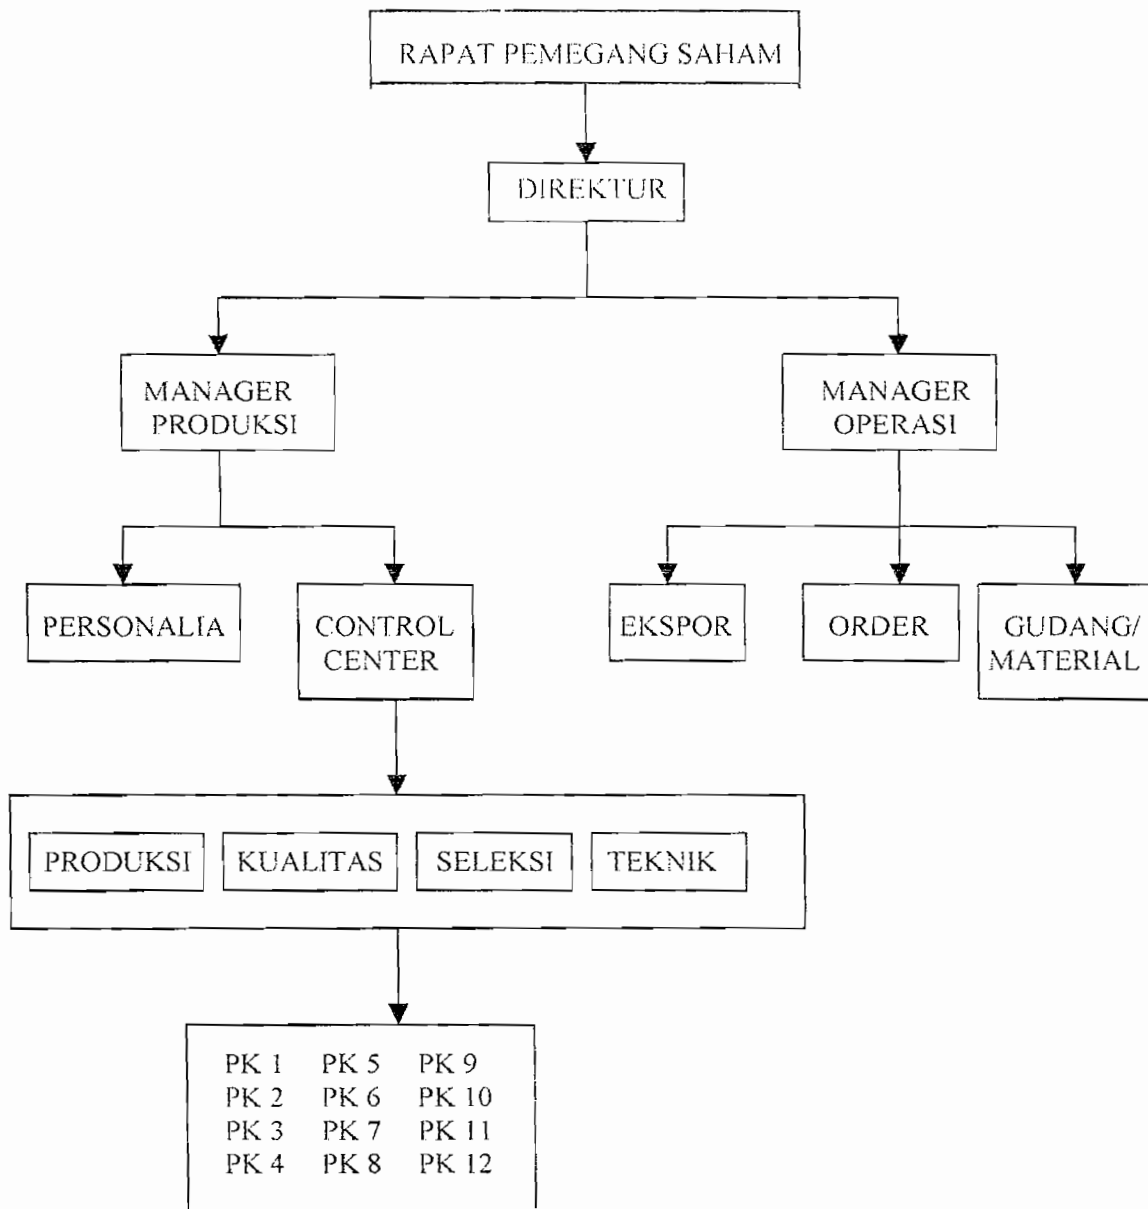 RAPAT PEMEGANG SAHAM
DIREKTUR
MANAGER
PRODUKSI
MANAGER
OPERASI
PERSONALIA
CONTROL
CENTER
EKSPOR
ORDER
GUDANG/
MATERIAL
PRODUKSI
KUALITAS
SELEKSI
TEKNIK
PK 1 PK 5 PK 9
PK 2 PK 6 PK 10
PK 3 PK 7 PK 11
PK 4 PK 8 PK 12